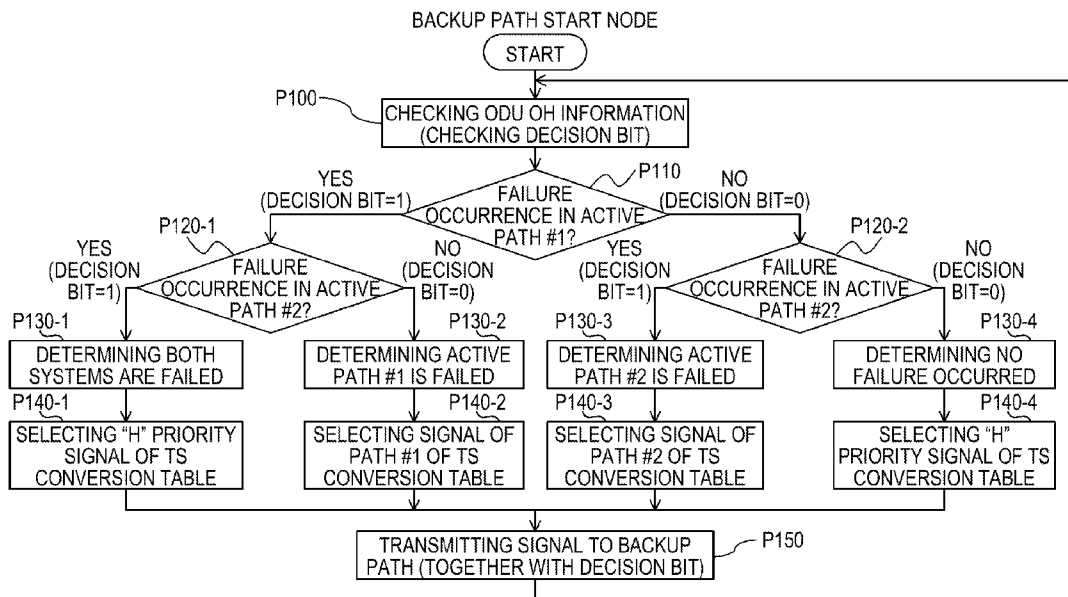 BACKUP PATH START NODE
START
P100
CHECKING ODU OH INFORMATION
(CHECKING DECISION BIT)
P110
YES
(DECISION BIT=1)
FAILURE
OCCURRENCE IN ACTIVE
PATH #1?
NO
(DECISION BIT=0)
P120-1
YES
(DECISION
BIT=1)
FAILURE
OCCURRENCE IN ACTIVE
PATH #2?
NO
(DECISION
BIT=0)
P120-2
YES
(DECISION
BIT=1)
FAILURE
OCCURRENCE IN ACTIVE
PATH #2?
NO
(DECISION
BIT=0)
P130-1
DETERMINING BOTH
SYSTEMS ARE FAILED
P130-2
DETERMINING ACTIVE
PATH #1 IS FAILED
P130-3
DETERMINING ACTIVE
PATH #2 IS FAILED
P130-4
DETERMINING NO
FAILURE OCCURRED
P140-1
SELECTING “H” PRIORITY
SIGNAL OF TS
CONVERSION TABLE
P140-2
SELECTING SIGNAL OF
PATH #1 OF TS
CONVERSION TABLE
P140-3
SELECTING SIGNAL OF
PATH #2 OF TS
CONVERSION TABLE
P140-4
SELECTING “H”
PRIORITY SIGNAL OF TS
CONVERSION TABLE
P150
TRANSMITTING SIGNAL TO BACKUP
PATH (TOGETHER WITH DECISION BIT)